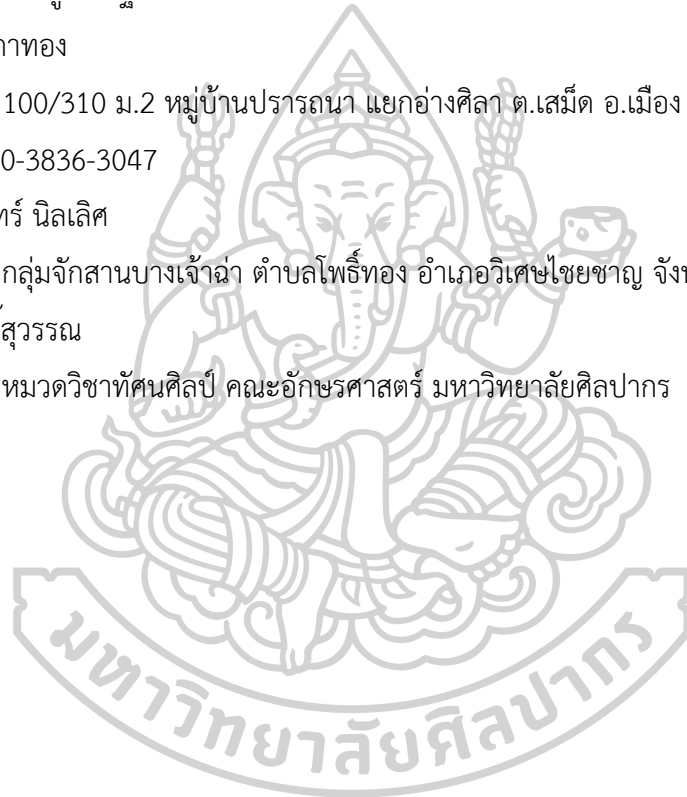 าทอง
100/310 ม.2 หมู่บ้านปรารถนา แยกอ่างศิลา ต.เสม็ด อ.เมือง
0-3836-3047
ทร์ นิลเลิศ
กลุ่มจักสานบางเจ้าฉ่า ตำบลโพธิ์ทอง อำเภอวิเศษไชยชาญ จัง
สุวรรณ
หมวดวิชาทัศนศิลป์ คณะอักษรศาสตร์ มหาวิทยาลัยศิลปากร
มหาวิทยาลัยศิลปากร